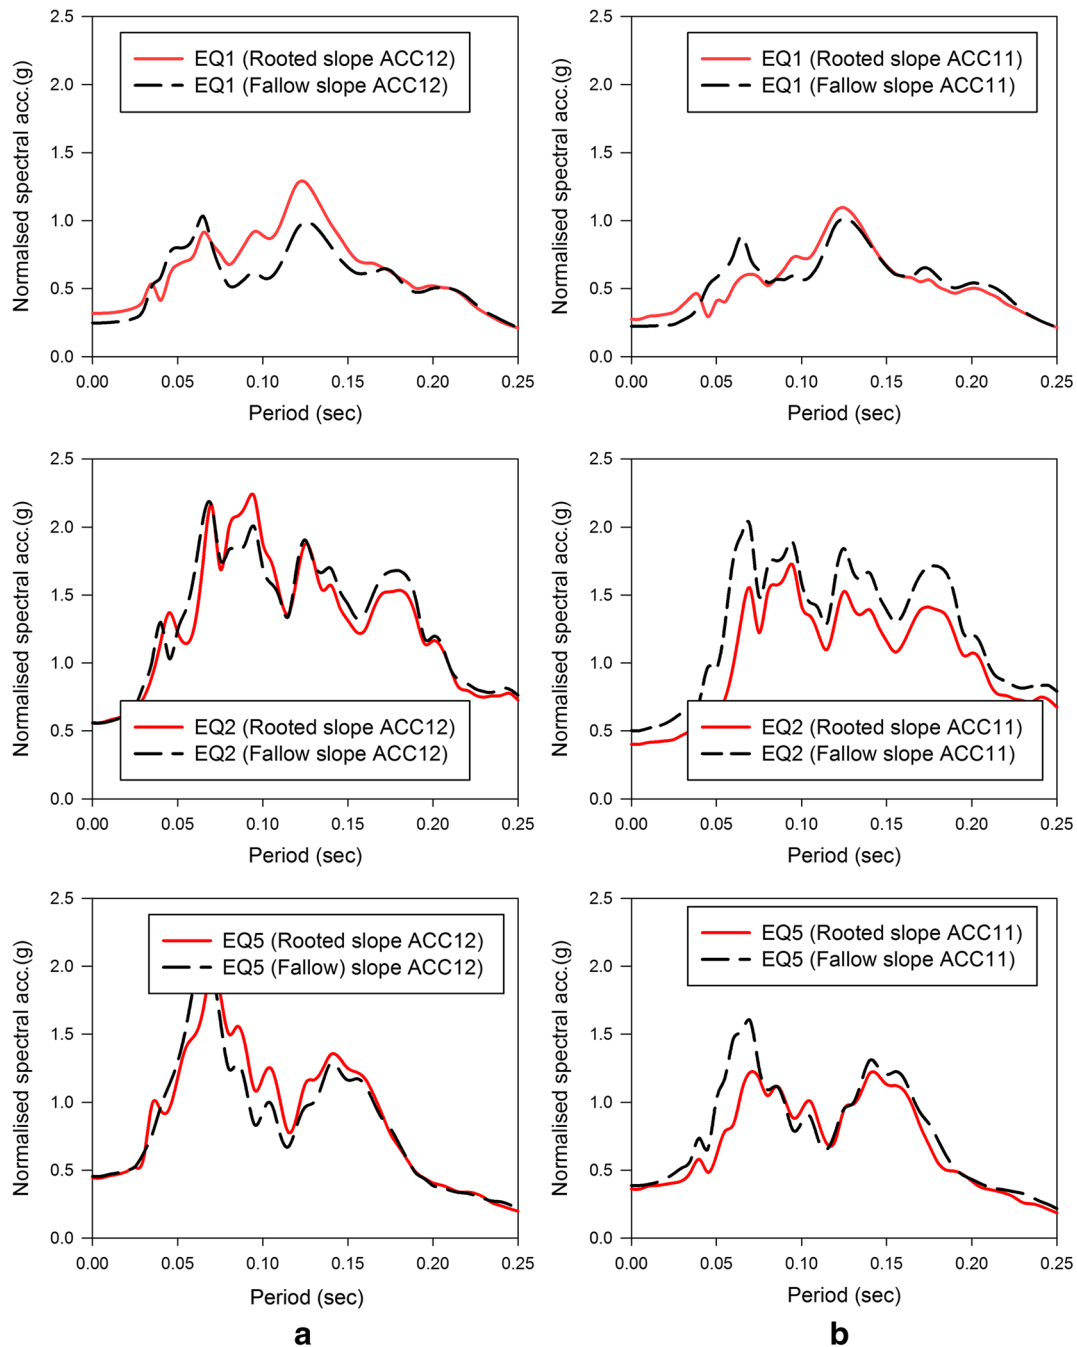 Normalised spectral acc.(g)
2.5
2.0
1.5
1.0
0.5
0.0
EQ1 (Rooted slope ACC12)
EQ1 (Fallow slope ACC12)
0.00 0.05 0.10 0.15 0.20 0.25
Period (sec)
Normalised spectral acc.(g)
2.5
2.0
1.5
1.0
0.5
0.0
EQ1 (Rooted slope ACC11)
EQ1 (Fallow slope ACC11)
0.00 0.05 0.10 0.15 0.20 0.25
Period (sec)
Normalised spectral acc.(g)
2.5
2.0
1.5
1.0
0.5
0.0
EQ2 (Rooted slope ACC12)
EQ2 (Fallow slope ACC12)
0.00 0.05 0.10 0.15 0.20 0.25
Period (sec)
Normalised spectral acc.(g)
2.5
2.0
1.5
1.0
0.5
0.0
EQ2 (Rooted slope ACC11)
EQ2 (Fallow slope ACC11)
0.00 0.05 0.10 0.15 0.20 0.25
Period (sec)
Normalised spectral acc.(g)
2.5
2.0
1.5
1.0
0.5
0.0
EQ5 (Rooted slope ACC12)
EQ5 (Fallow) slope ACC12)
0.00 0.05 0.10 0.15 0.20 0.25
Period (sec)
a
Normalised spectral acc.(g)
2.5
2.0
1.5
1.0
0.5
0.0
EQ5 (Rooted slope ACC11)
EQ5 (Fallow slope ACC11)
0.00 0.05 0.10 0.15 0.20 0.25
Period (sec)
b